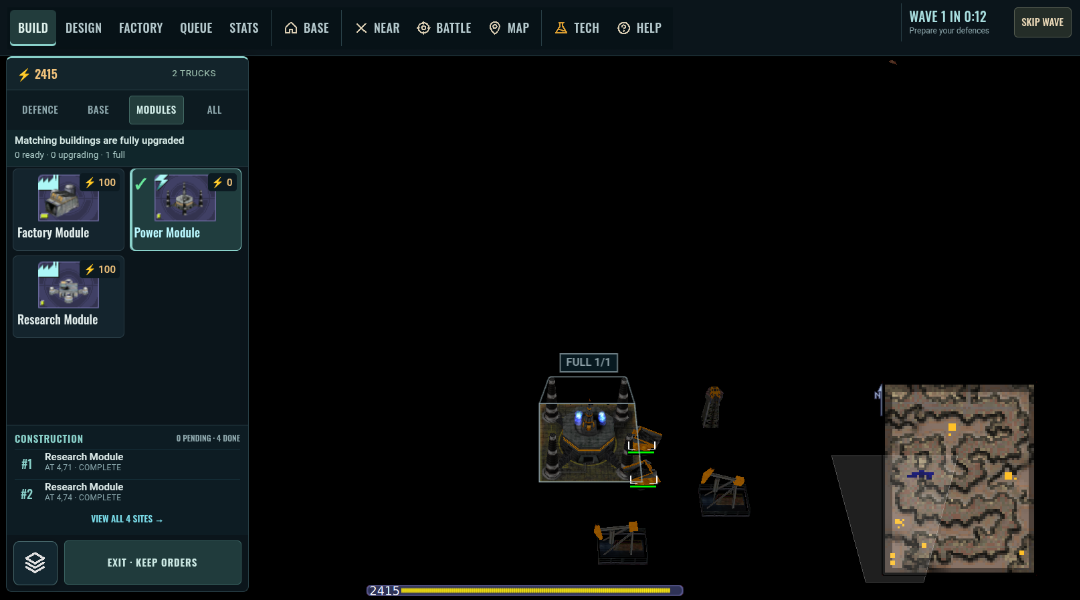 BUILD DESIGN FACTORY QUEUE STATS BASE NEAR BATTLE MAP TECH HELP
WAVE 1 IN 0:12
Prepare your defences
SKIP WAVE
2415
2 TRUCKS
DEFENCE BASE MODULES ALL
Matching buildings are fully upgraded
0 ready · 0 upgrading · 1 full
100
Factory Module
0
Power Module
100
Research Module
CONSTRUCTION
0 PENDING · 4 DONE
#1 Research Module
AT 4,71 · COMPLETE
#2 Research Module
AT 4,74 · COMPLETE
VIEW ALL 4 SITES →
EXIT · KEEP ORDERS
FULL 1/1
N
2415